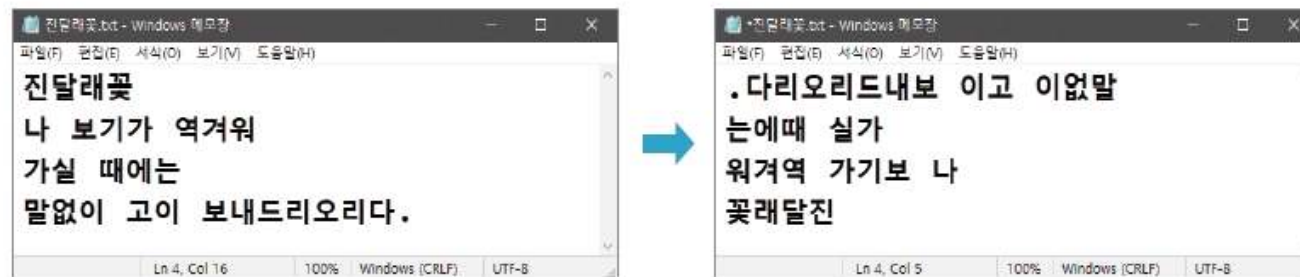 진달래꽃.txt - Windows 메모장
파일(F) 편집(E) 서식(O) 보기(V) 도움말(H)
진달래꽃
나 보기가 역겨워
가실 때에는
말없이 고이 보내드리오리다.
Ln 4, Col 16 100% Windows (CRLF) UTF-8
*진달래꽃.txt - Windows 메모장
파일(F) 편집(E) 서식(O) 보기(V) 도움말(H)
.다리오리드내보 이고 이없말
는에때 실가
워겨역 가기보 나
꽃래달진
Ln 4, Col 5 100% Windows (CRLF) UTF-8